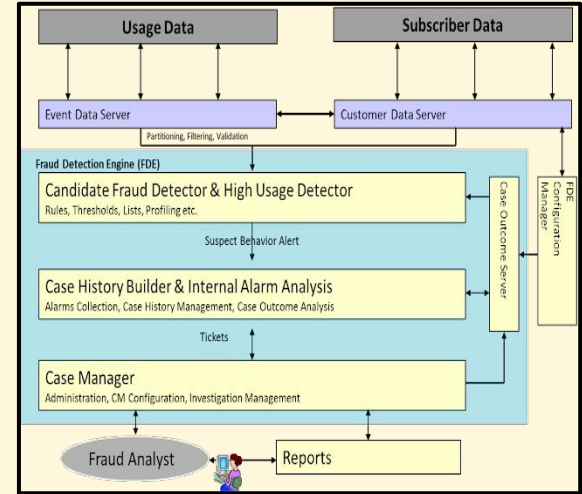 Usage Data
Subscriber Data
Event Data Server
Customer Data Server
Partitioning, Filtering, Validation
Fraud Detection Engine (FDE)
Candidate Fraud Detector & High Usage Detector
Rules, Thresholds, Lists, Profiling etc.
Suspect Behavior Alert
Case History Builder & Internal Alarm Analysis
Alarms Collection, Case History Management, Case Outcome Analysis
Tickets
Case Manager
Administration, CM Configuration, Investigation Management
Case Outcome Server
FDE
Configuration
Manager
Fraud Analyst
Reports